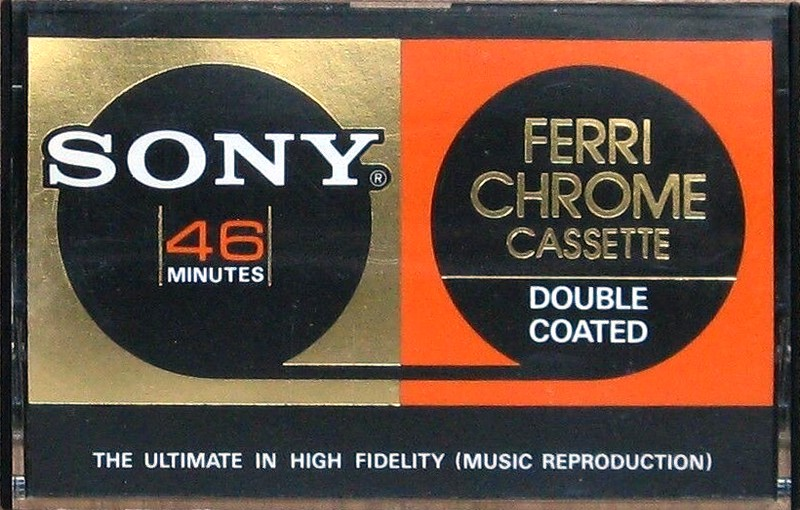 SONY®
46
MINUTES
FERRI
CHROME
CASSETTE
DOUBLE
COATED
THE ULTIMATE IN HIGH FIDELITY (MUSIC REPRODUCTION)